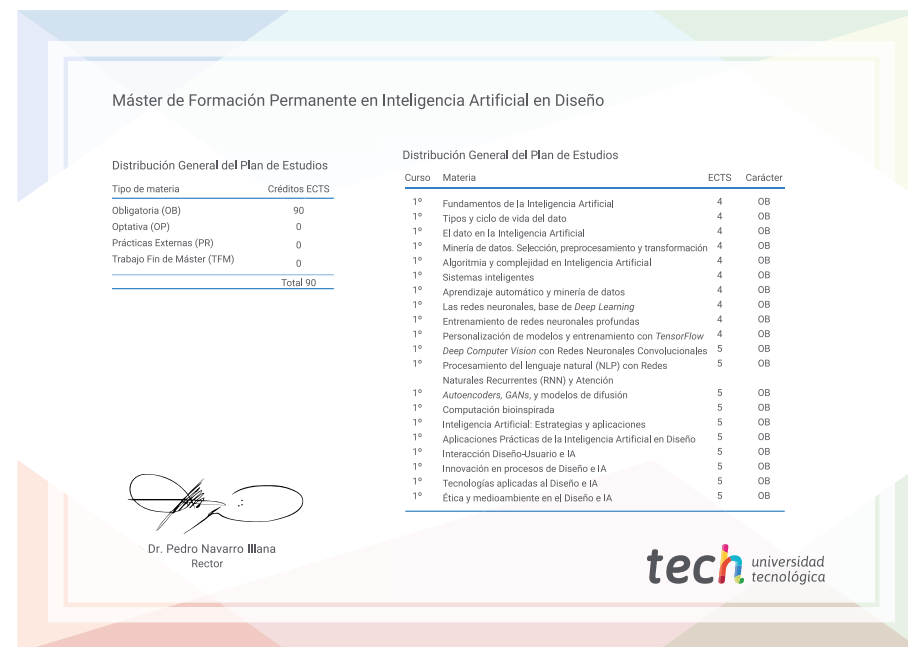 Máster de Formación Permanente en Inteligencia Artificial en Diseño
Distribución General del Plan de Estudios
Tipo de materia Créditos ECTS
Obligatoria (OB) 90
Optativa (OP) 0
Prácticas Externas (PR) 0
Trabajo Fin de Máster (TFM) 0
Total 90
Distribución General del Plan de Estudios
Curso Materia ECTS Carácter
1º Fundamentos de la Inteligencia Artificial 4 OB
1º Tipos y ciclo de vida del dato 4 OB
1º El dato en la Inteligencia Artificial 4 OB
1º Minería de datos. Selección, preprocesamiento y transformación 4 OB
1º Algoritmia y complejidad en Inteligencia Artificial 4 OB
1º Sistemas inteligentes 4 OB
1º Aprendizaje automático y minería de datos 4 OB
1º Las redes neuronales, base de Deep Learning 4 OB
1º Entrenamiento de redes neuronales profundas 4 OB
1º Personalización de modelos y entrenamiento con TensorFlow 4 OB
1º Deep Computer Vision con Redes Neuronales Convolucionales 5 OB
1º Procesamiento del lenguaje natural (NLP) con Redes 5 OB
Naturales Recurrentes (RNN) y Atención
1º Autoencoders, GANs, y modelos de difusión 5 OB
1º Computación bioinspirada 5 OB
1º Inteligencia Artificial: Estrategias y aplicaciones 5 OB
1º Aplicaciones Prácticas de la Inteligencia Artificial en Diseño 5 OB
1º Interacción Diseño-Usuario e IA 5 OB
1º Innovación en procesos de Diseño e IA 5 OB
1º Tecnologías aplicadas al Diseño e IA 5 OB
1º Ética y medioambiente en el Diseño e IA 5 OB
Dr. Pedro Navarro Illana
Rector
tech universidad
tecnológica